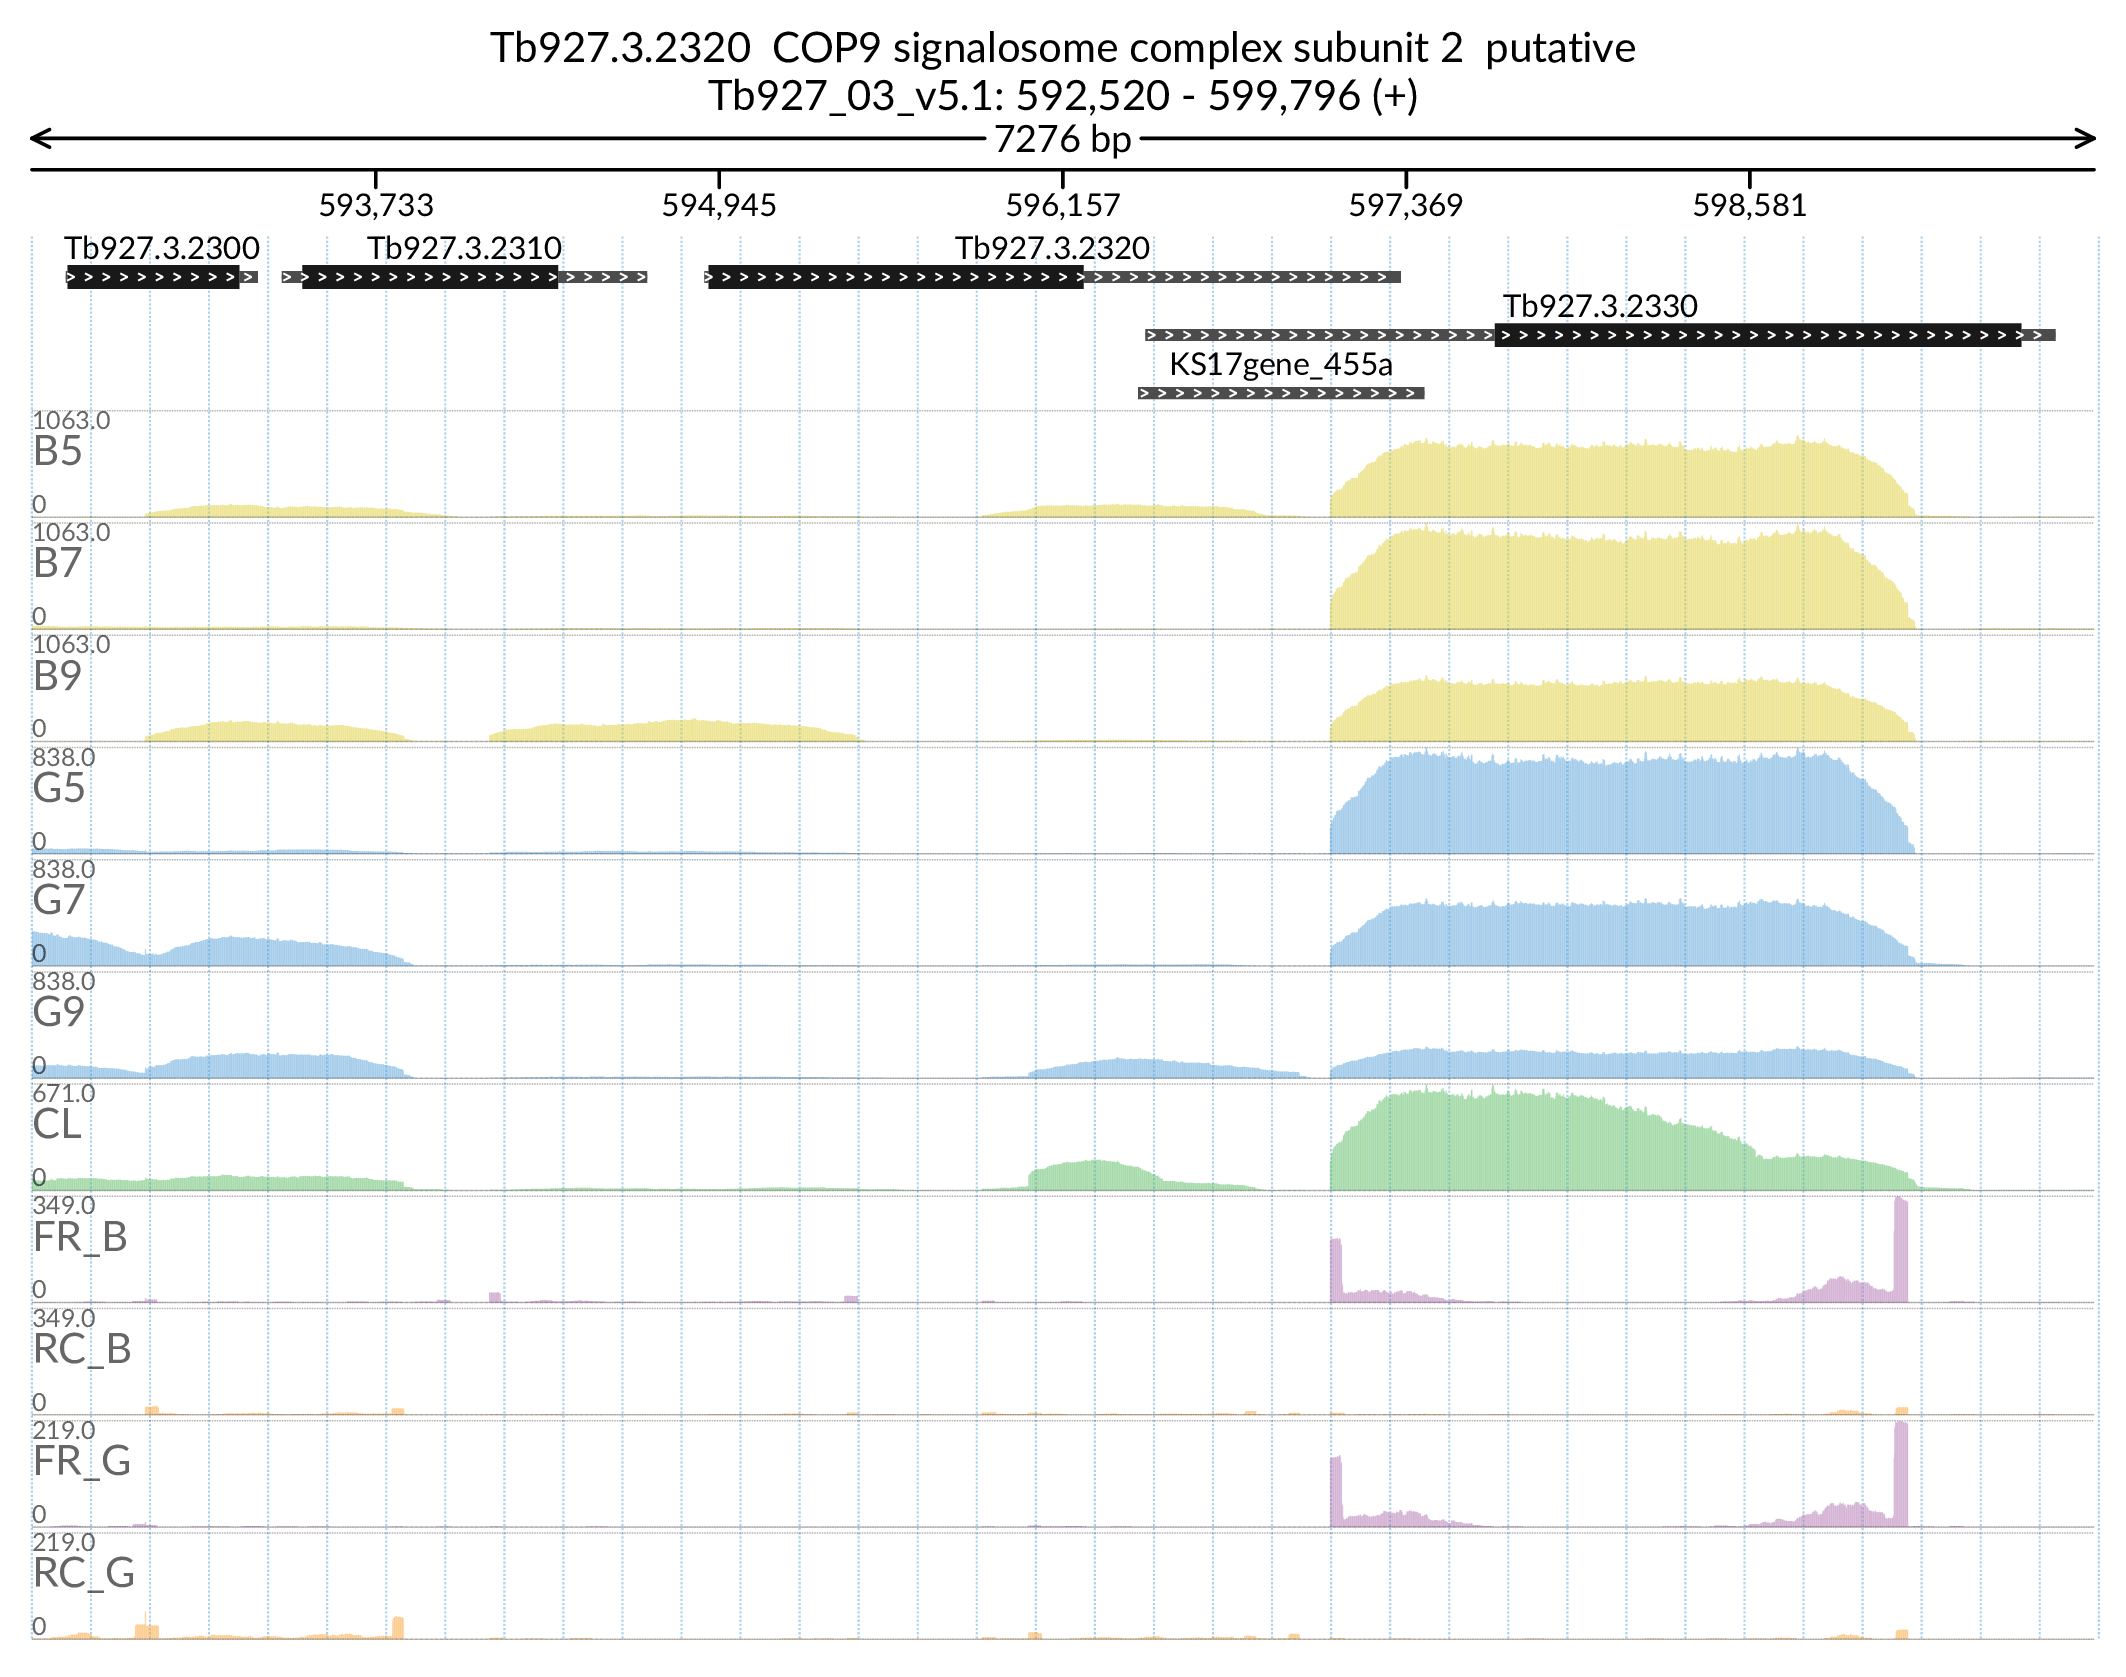 Tb927.3.2320  COP9 signalosome complex subunit 2  putative
Tb927_03_v5.1: 592,520 - 599,796 (+)
7276 bp
593,733 594,945 596,157 597,369 598,581
Tb927.3.2300 Tb927.3.2310 Tb927.3.2320
Tb927.3.2330
KS17gene_455a
1063.0
B5
0
1063.0
B7
0
1063.0
B9
0
838.0
G5
0
838.0
G7
0
838.0
G9
0
671.0
CL
0
349.0
FR_B
0
349.0
RC_B
0
219.0
FR_G
0
219.0
RC_G
0